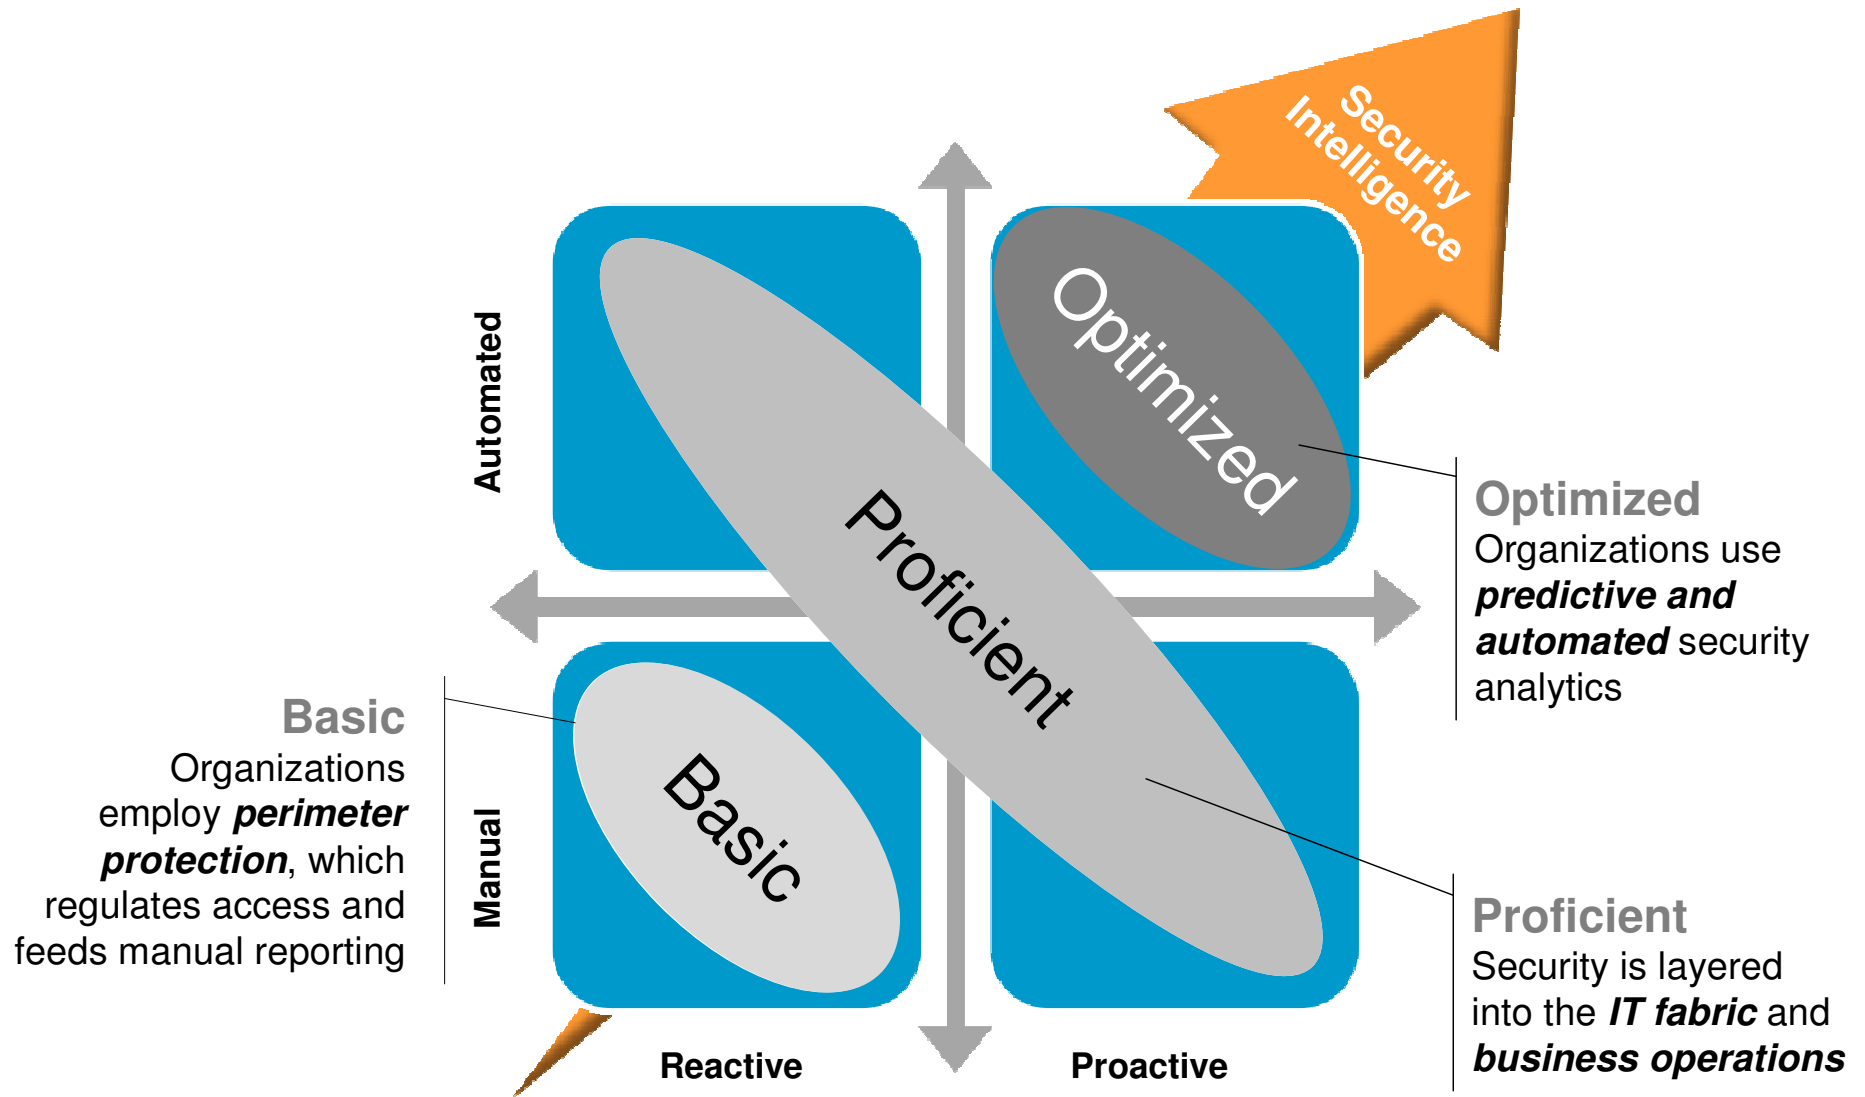 Security
Intelligence
Automated
Optimized
Proficient
Optimized
Organizations use
predictive and
automated security
analytics
Basic
Organizations
employ perimeter
protection, which
regulates access and
feeds manual reporting
Manual
Basic
Proficient
Security is layered
into the IT fabric and
business operations
Reactive
Proactive